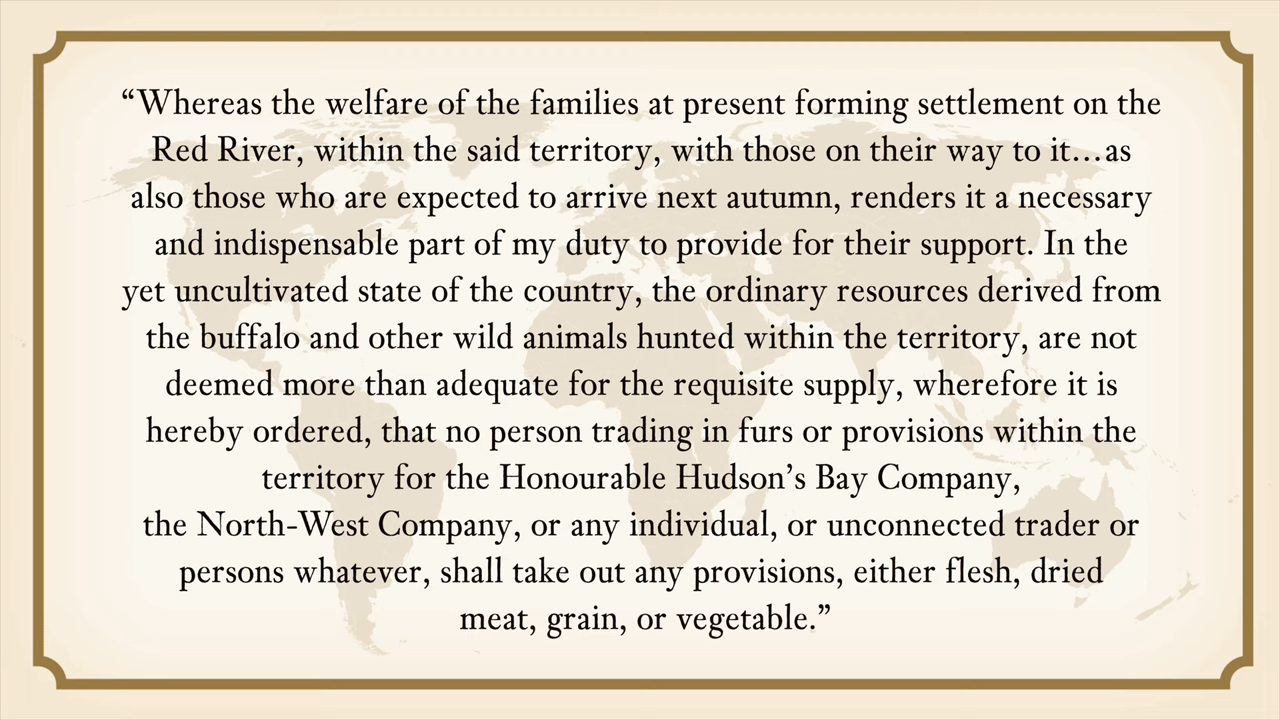 “Whereas the welfare of the families at present forming settlement on the
Red River, within the said territory, with those on their way to it...as
also those who are expected to arrive next autumn, renders it a necessary
and indispensable part of my duty to provide for their support. In the
yet uncultivated state of the country, the ordinary resources derived from
the buffalo and other wild animals hunted within the territory, are not
deemed more than adequate for the requisite supply, wherefore it is
hereby ordered, that no person trading in furs or provisions within the
territory for the Honourable Hudson’s Bay Company,
the North-West Company, or any individual, or unconnected trader or
persons whatever, shall take out any provisions, either flesh, dried
meat, grain, or vegetable.”